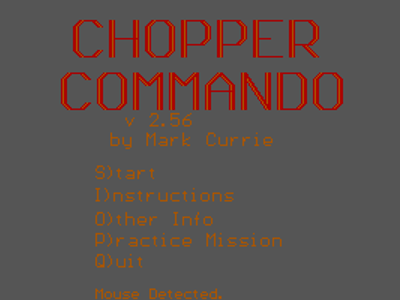 CHOPPER
COMMANDO
v 2.56
by Mark Currie
S)tart
I)nstructions
O)ther Info
P)ractice Mission
Q)uit
Mouse Detected.